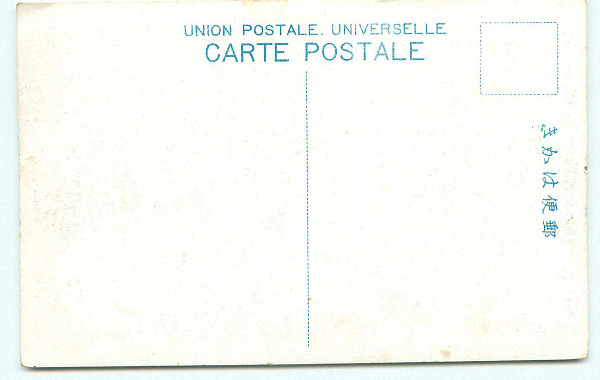 UNION POSTALE. UNIVERSELLE
CARTE POSTALE
郵便はかき